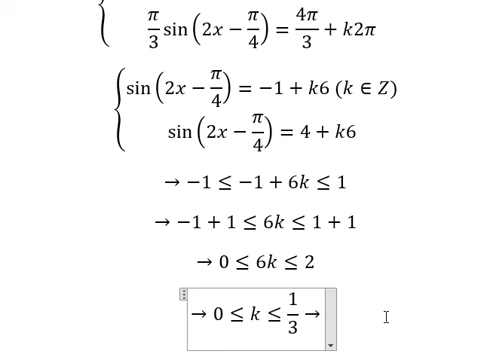 π/3 sin(2x − π/4) = 4π/3 + k2π
sin(2x − π/4) = −1 + k6 (k ∈ Z)
sin(2x − π/4) = 4 + k6
→ −1 ≤ −1 + 6k ≤ 1
→ −1 + 1 ≤ 6k ≤ 1 + 1
→ 0 ≤ 6k ≤ 2
→ 0 ≤ k ≤ 1/3 →